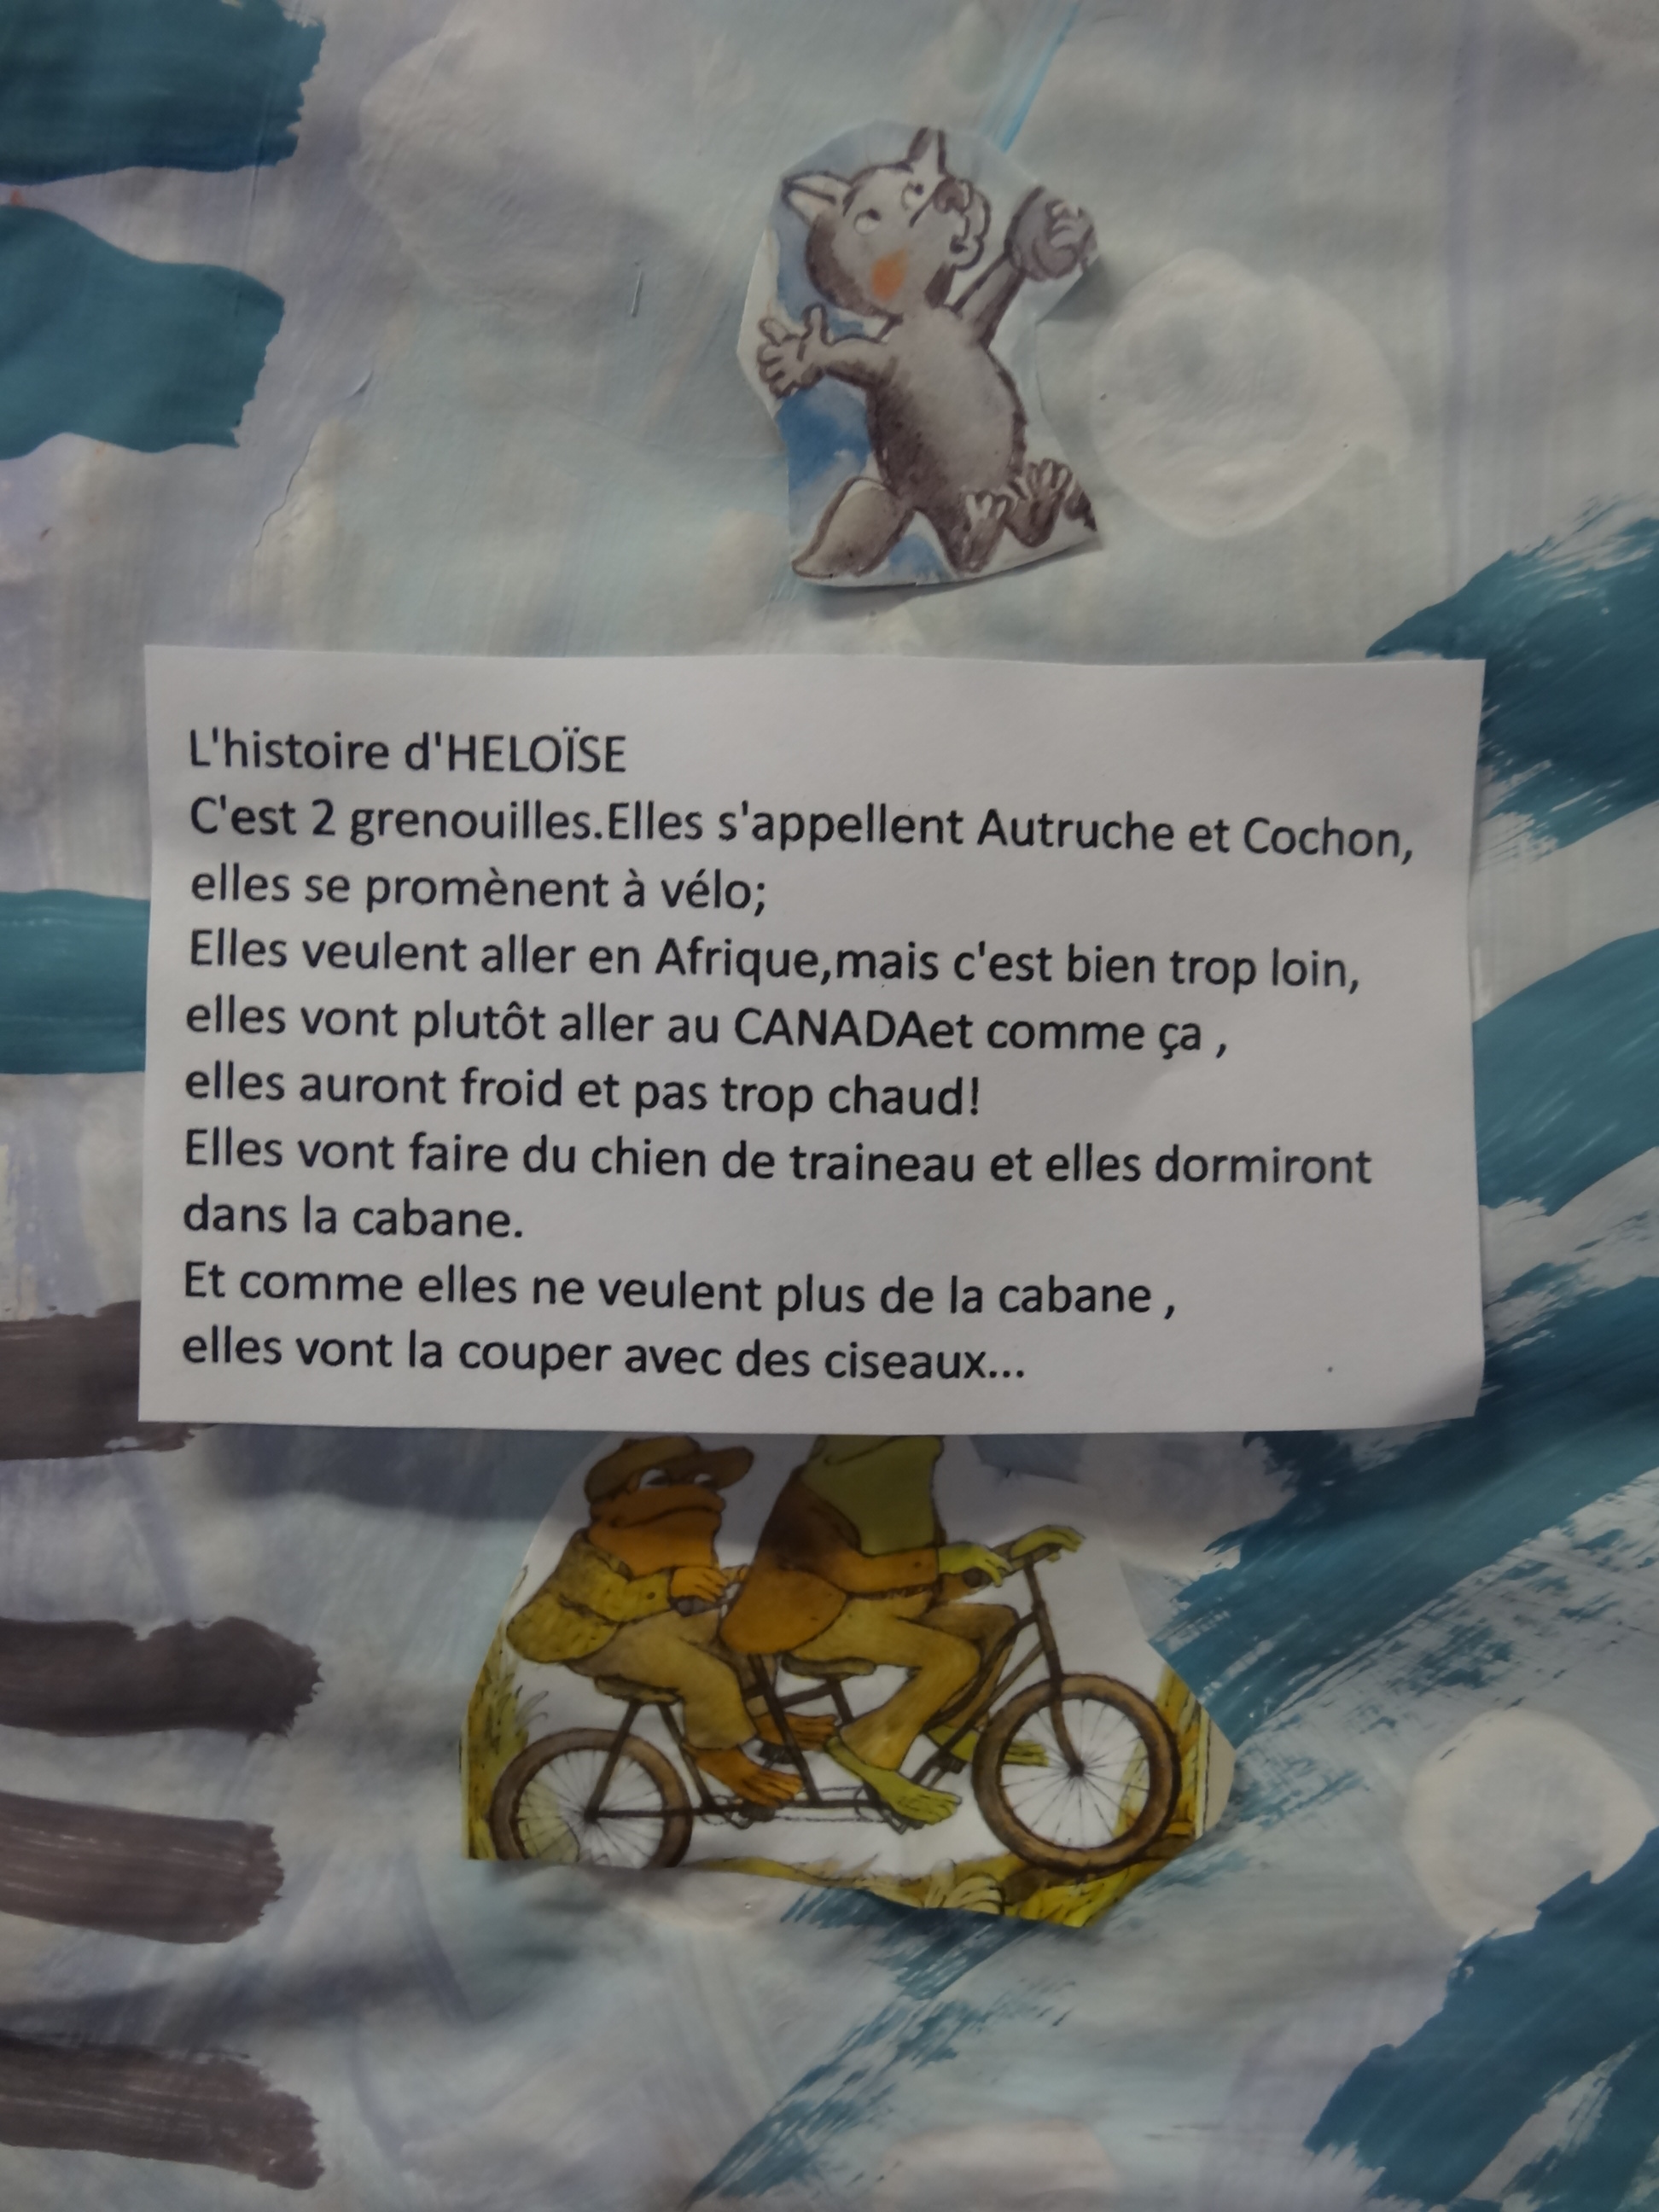 L'histoire d'HELOÏSE
C'est 2 grenouilles.Elles s'appellent Autruche et Cochon,
elles se promènent à vélo;
Elles veulent aller en Afrique,mais c'est bien trop loin,
elles vont plutôt aller au CANADAet comme ça ,
elles auront froid et pas trop chaud!
Elles vont faire du chien de traineau et elles dormiront
dans la cabane.
Et comme elles ne veulent plus de la cabane ,
elles vont la couper avec des ciseaux...